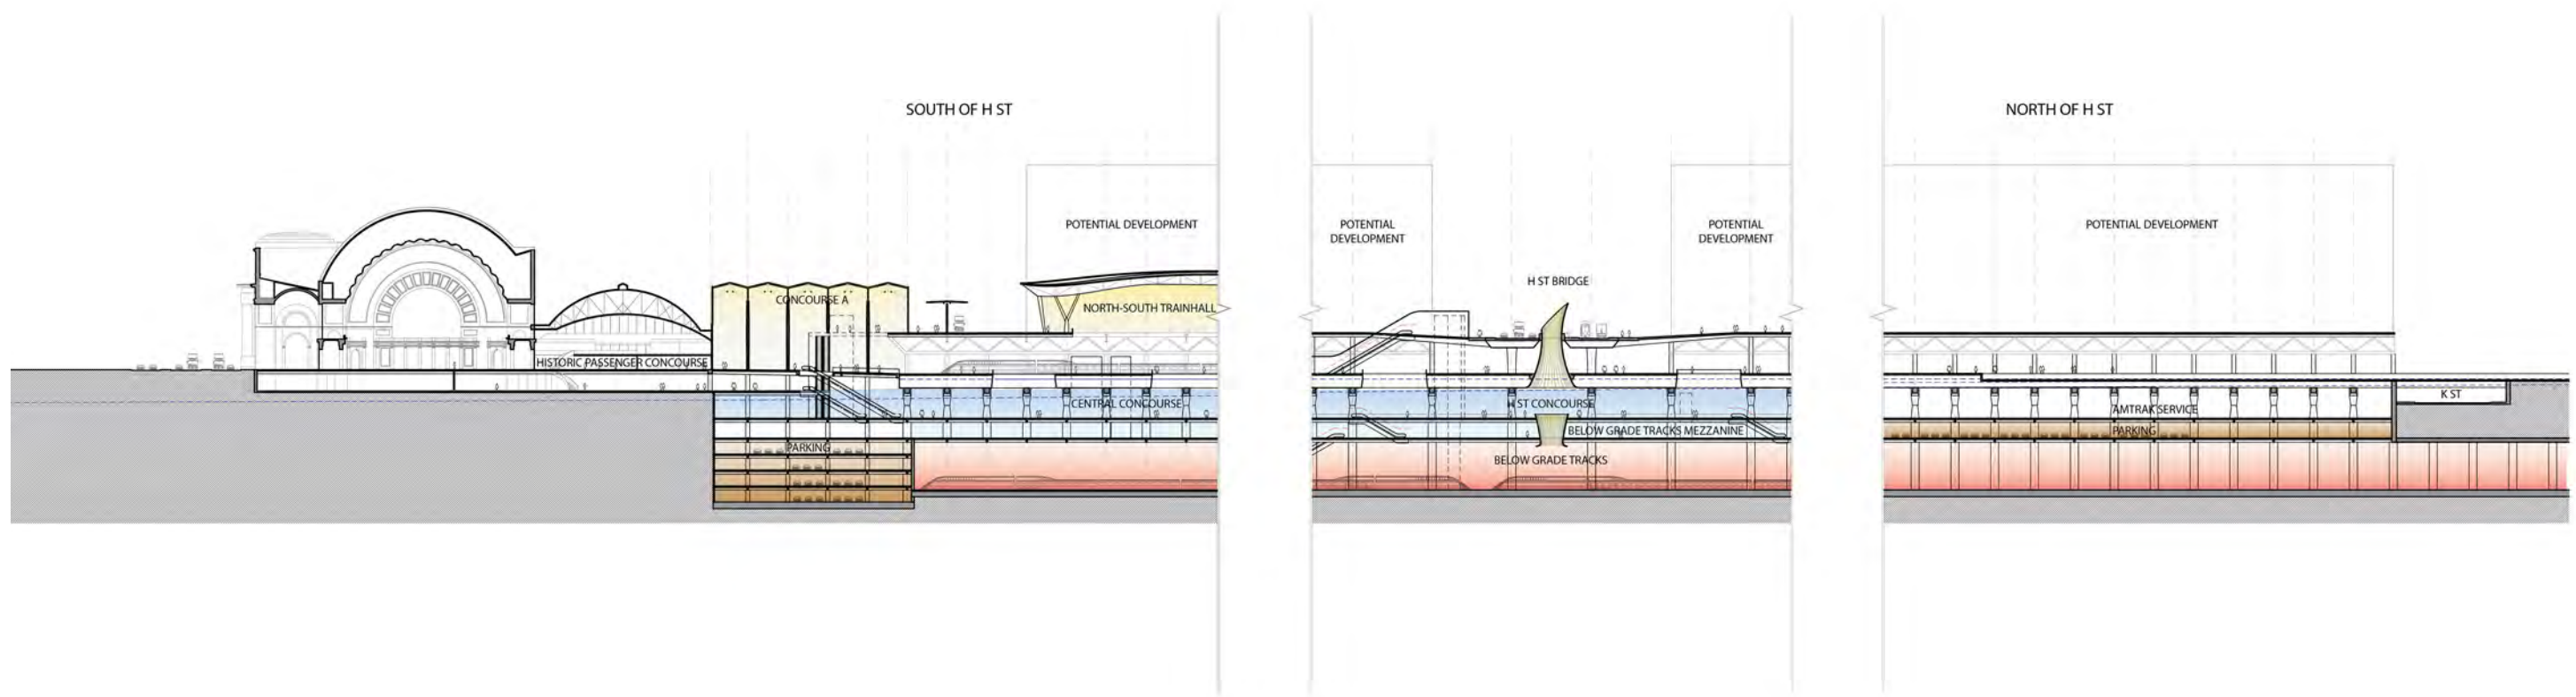 SOUTH OF H ST
NORTH OF H ST
POTENTIAL DEVELOPMENT
POTENTIAL
DEVELOPMENT
POTENTIAL
DEVELOPMENT
POTENTIAL DEVELOPMENT
H ST BRIDGE
CONCOURSE A
NORTH-SOUTH TRAINHALL
HISTORIC PASSENGER CONCOURSE
K ST
CENTRAL CONCOURSE
H ST CONCOURSE
AMTRAK SERVICE
BELOW GRADE TRACKS MEZZANINE
PARKING
PARKING
BELOW GRADE TRACKS